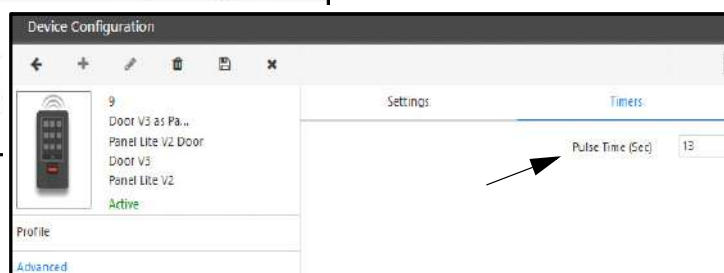 Device Configuration
9
Door V3 as Pa...
Panel Lite V2 Door
Door V3
Panel Lite V2
Active
Profile
Advanced
Settings
Timers
Pulse Time (Sec)
13